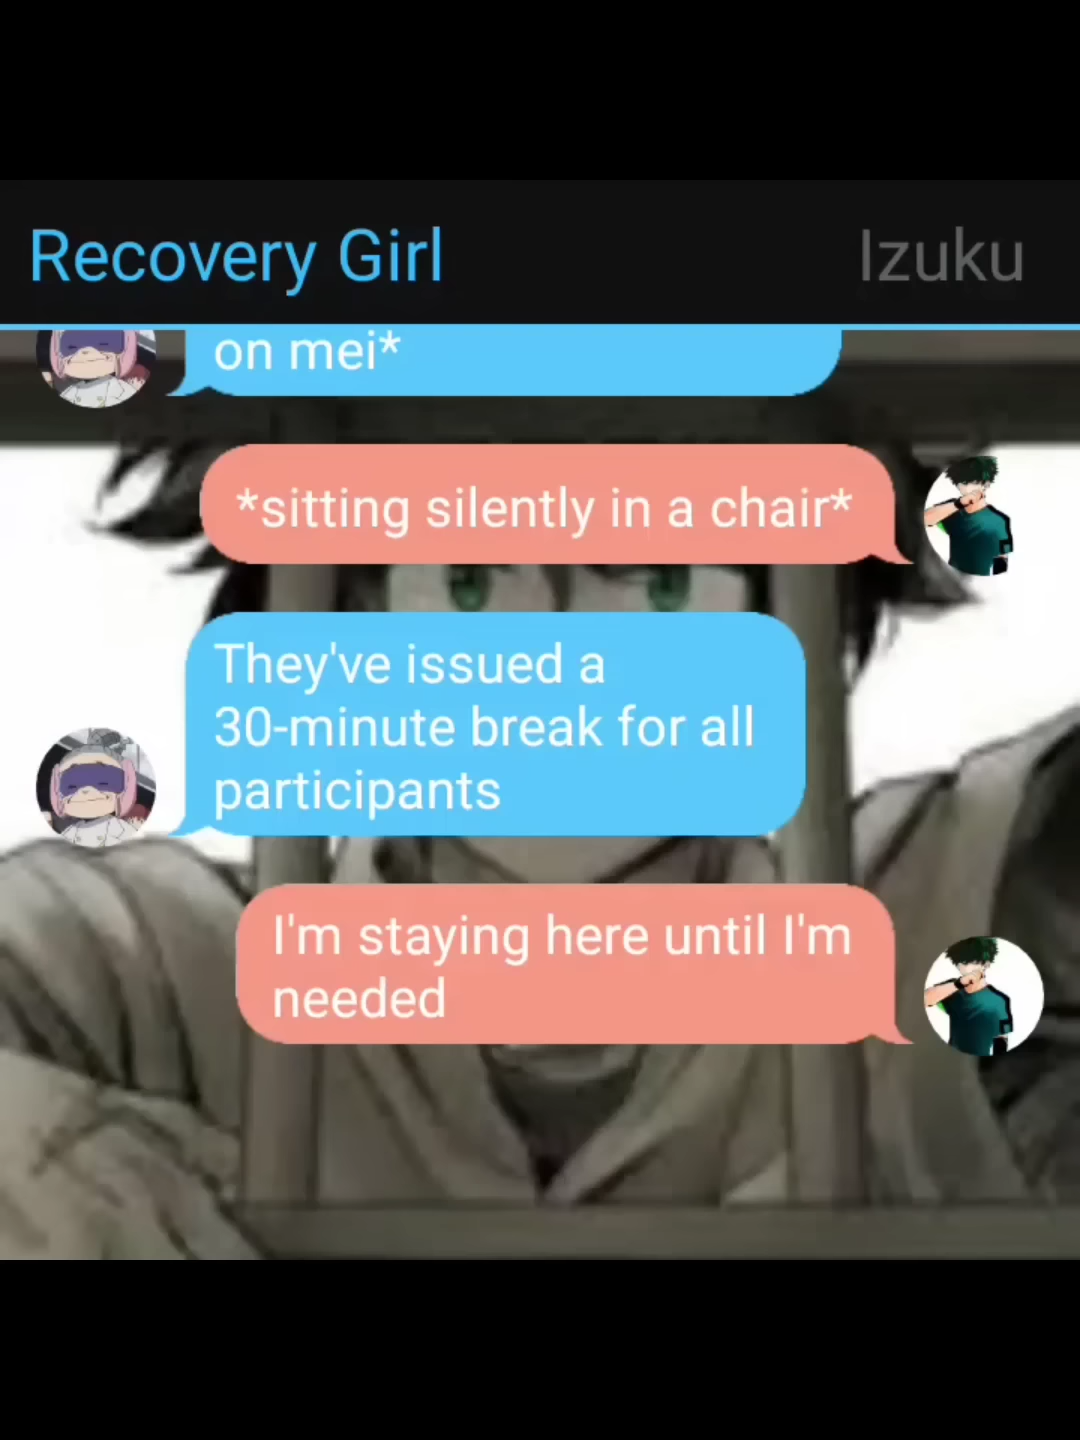 Recovery Girl
Izuku
on mei*
*sitting silently in a chair*
They've issued a
30-minute break for all
participants
I'm staying here until I'm
needed